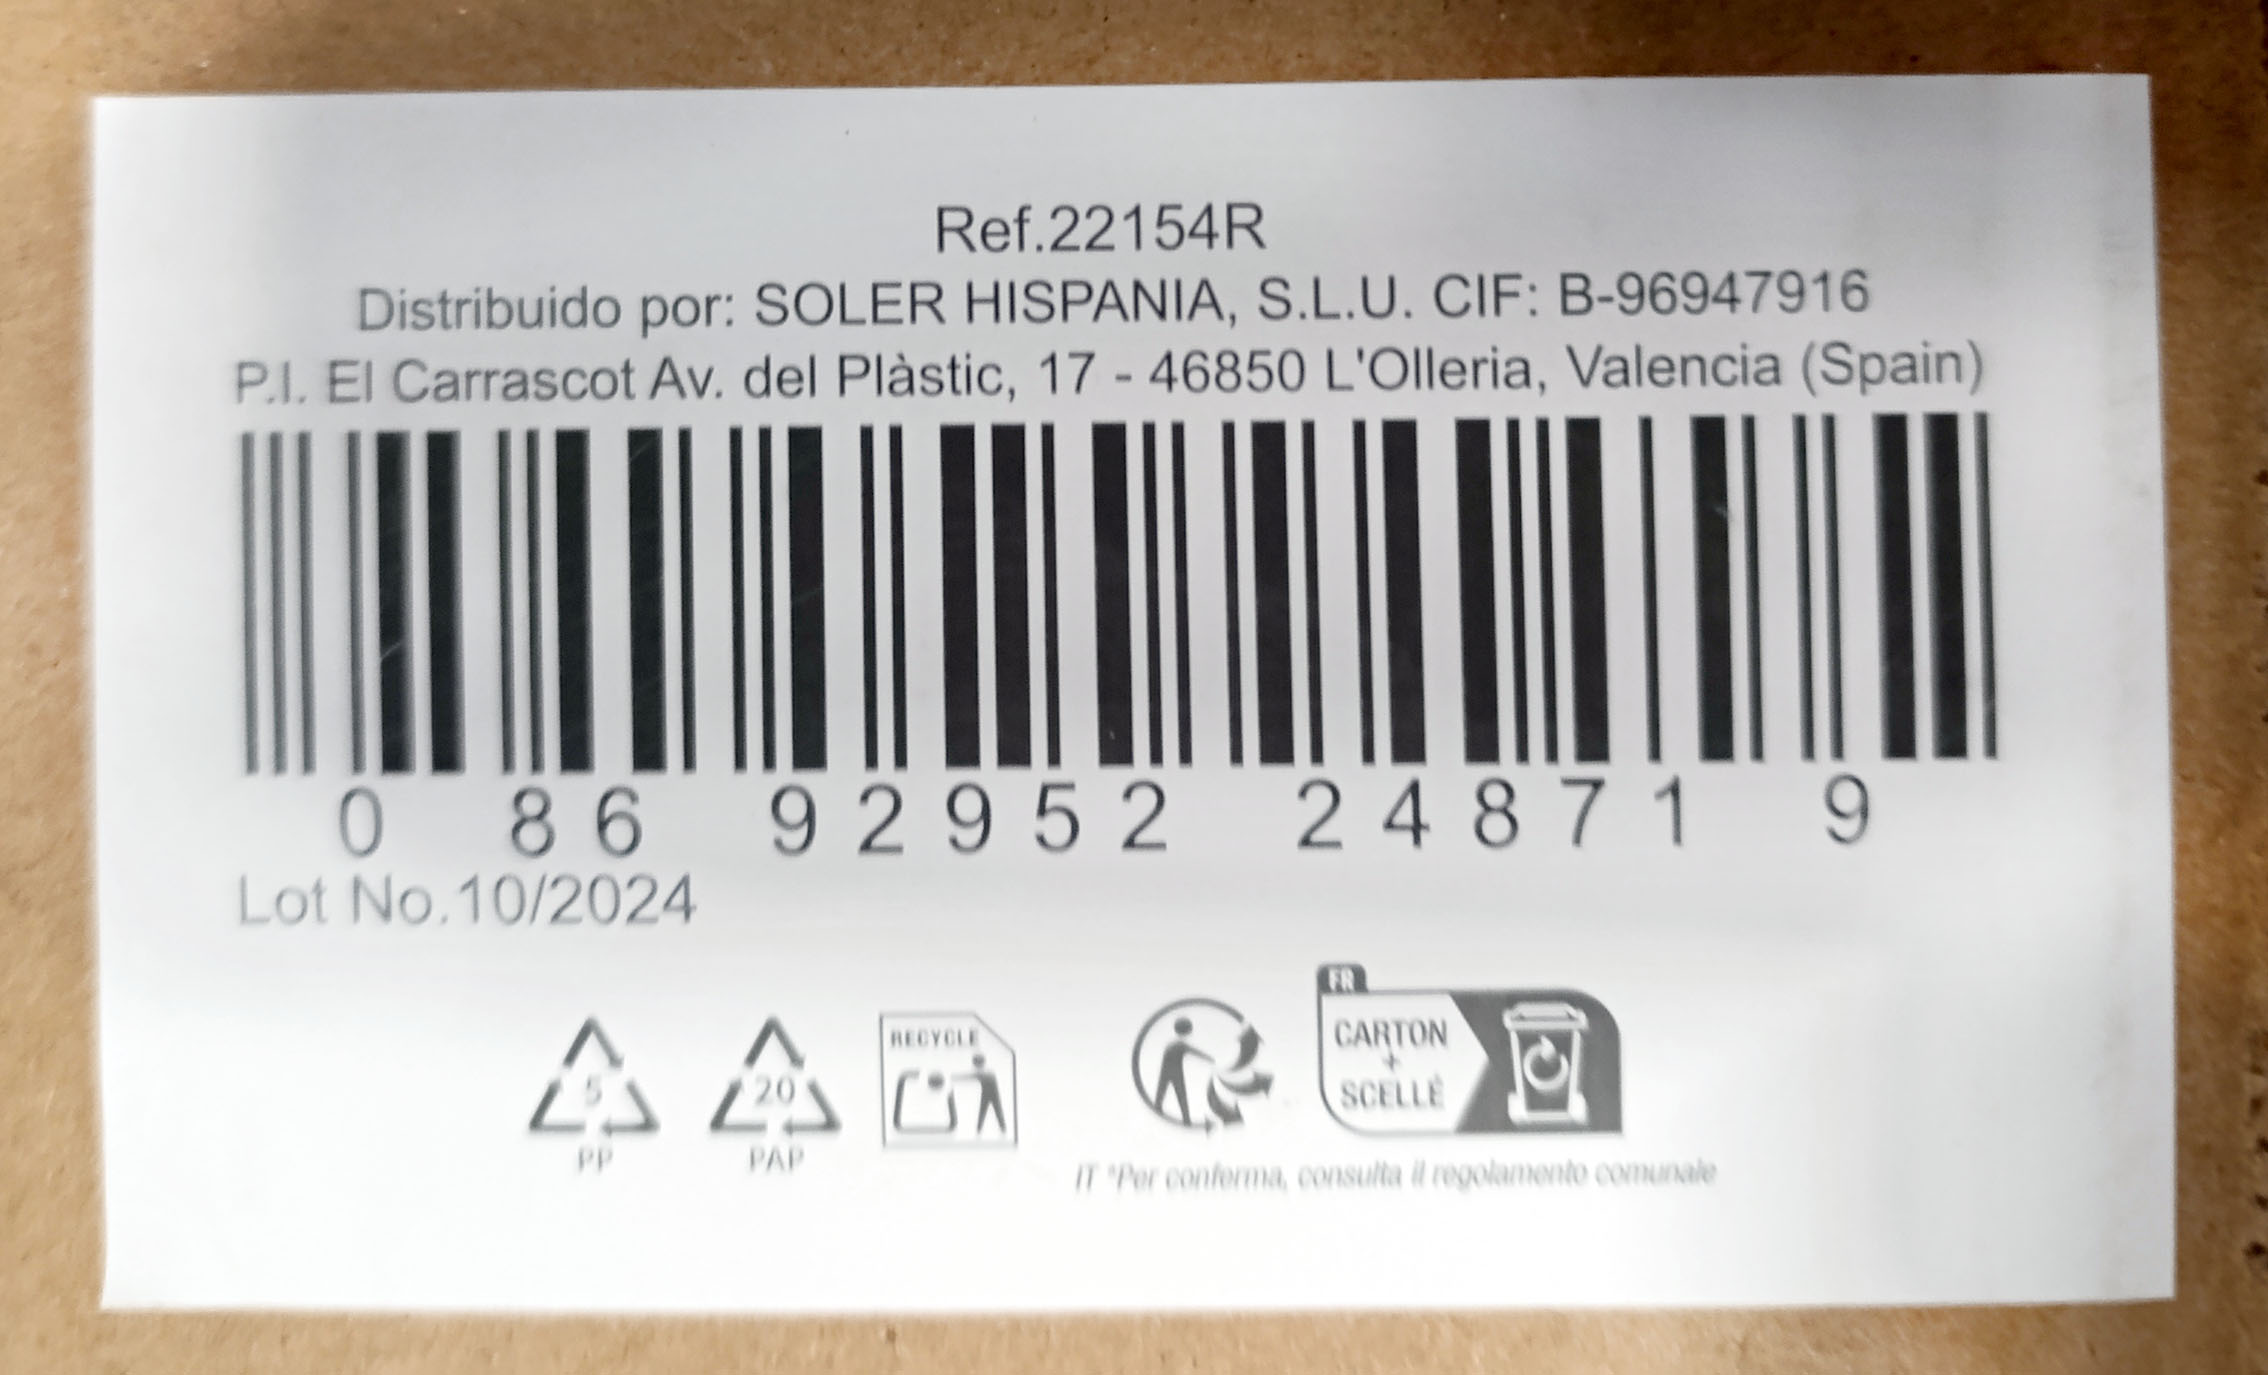 Ref.22154R
Distribuido por: SOLER HISPANIA, S.L.U. CIF: B-96947916
P.I. El Carrascot Av. del Plàstic, 17 - 46850 L'Olleria, Valencia (Spain)
0 86 92952 24871 9
Lot No.10/2024
5
PP
20
PAP
RECYCLE
FR
CARTON
+
SCELLÉ
IT *Per conferma, consulta il regolamento comunale